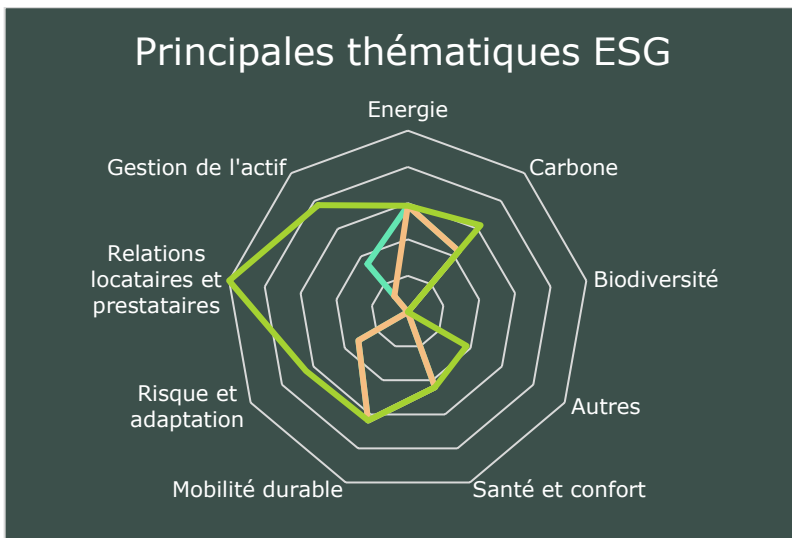 Principales thématiques ESG
Energie
Carbone
Biodiversité
Autres
Santé et confort
Mobilité durable
Risque et
adaptation
Relations
locataires et
prestataires
Gestion de l'actif